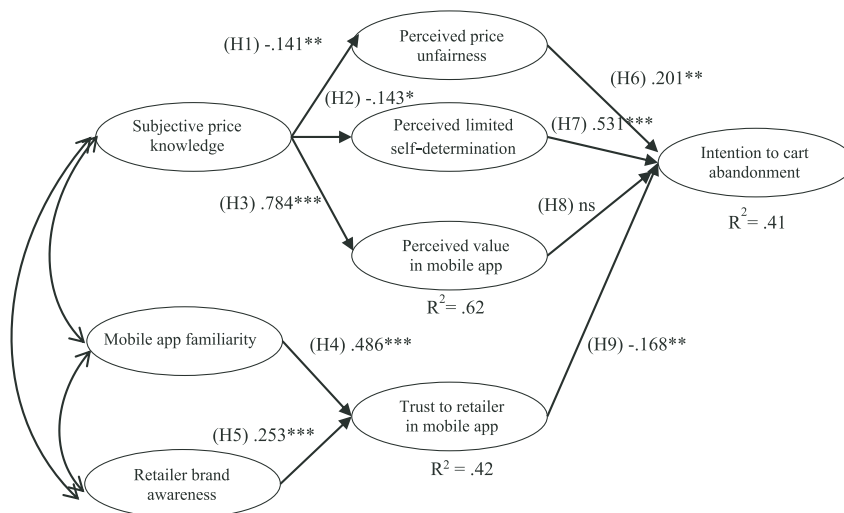 Perceived price
unfairness
(H1) -.141**
(H6) .201**
(H2) -.143*
(H7) .531***
Subjective price
knowledge
Perceived limited
self-determination
Intention to cart
abandonment
(H3) .784***
(H8) ns
R²= .41
Perceived value
in mobile app
R²= .62
Mobile app familiarity
(H4) .486***
(H9) -.168**
Trust to retailer
in mobile app
(H5) .253***
R² = .42
Retailer brand
awareness